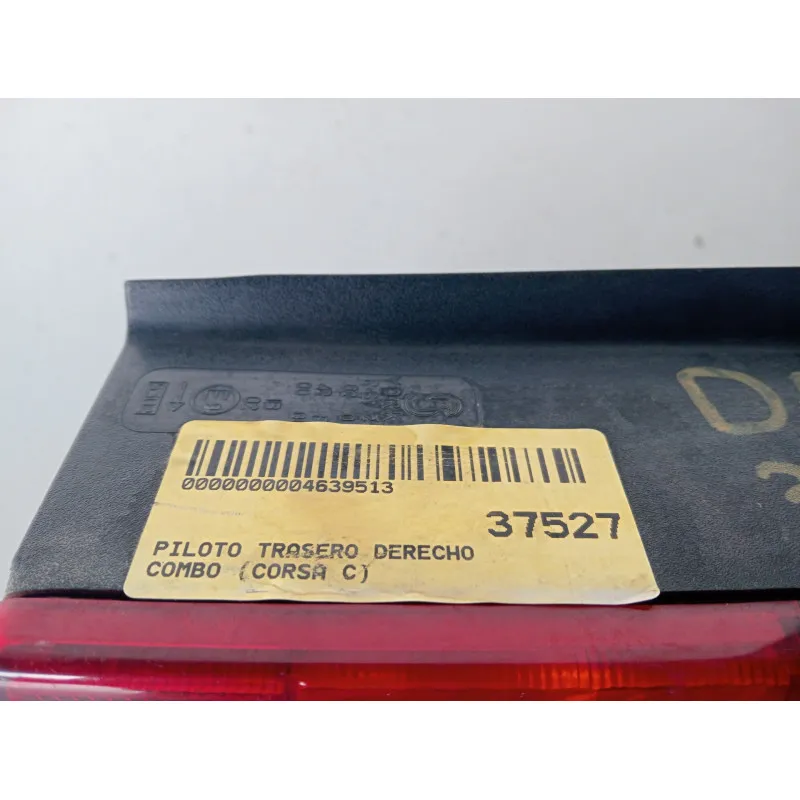 0000000004639513
37527
PILOTO TRASERO DERECHO
COMBO (CORSA C)